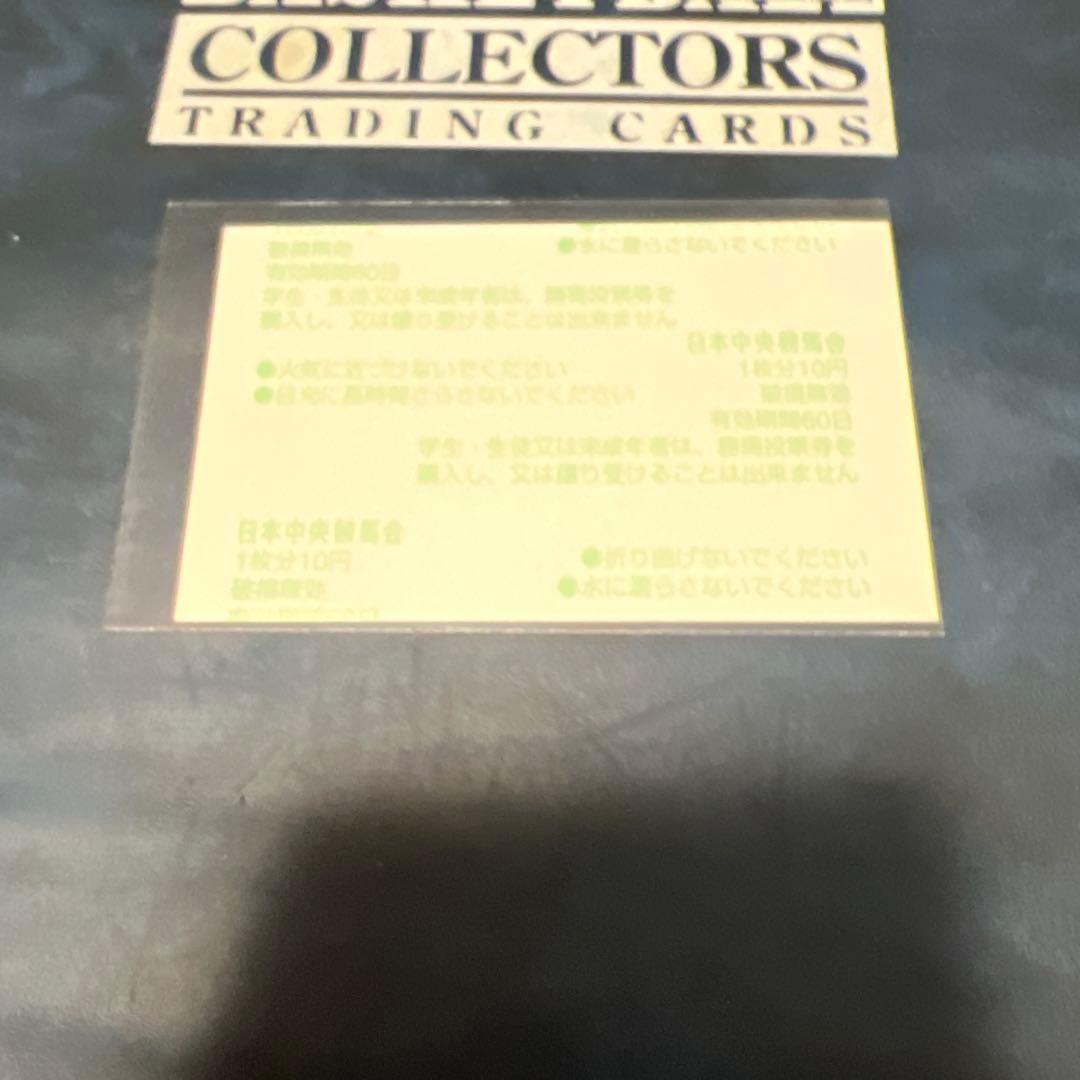 BASKETBALL
COLLECTORS
TRADING CARDS
破損無効
●水に濡らさないでください
有効期間60日
学生・生徒又は未成年者は、勝馬投票券を
購入し、又は譲り受けることは出来ません
日本中央競馬会
●火気に近づけないでください
1枚分10円
●日光に長時間さらさないでください
破損無効
有効期間60日
学生・生徒又は未成年者は、勝馬投票券を
購入し、又は譲り受けることは出来ません
日本中央競馬会
1枚分10円
●折り曲げないでください
破損無効
●水に濡らさないでください